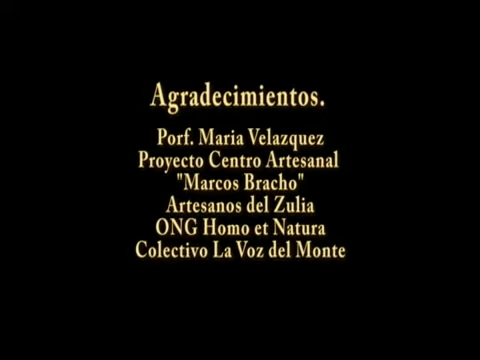 Agradecimientos.
Porf. Maria Velazquez
Proyecto Centro Artesanal
"Marcos Bracho"
Artesanos del Zulia
ONG Homo et Natura
Colectivo La Voz del Monte